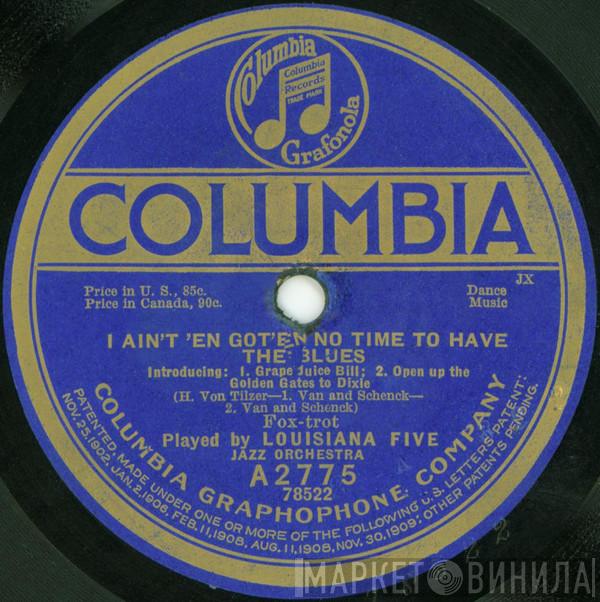 Columbia
Columbia
Records
TRADE MARK
Grafonola
COLUMBIA
Price in U. S., 85c.
Price in Canada, 90c.
JX
Dance
Music
I AIN'T 'EN GOT'EN NO TIME TO HAVE
THE BLUES
Introducing: 1. Grape Juice Bill; 2. Open up the
Golden Gates to Dixie
(H. Von Tilzer—1. Van and Schenck—
2. Van and Schenck)
Fox-trot
Played by LOUISIANA FIVE
JAZZ ORCHESTRA
A2775
78522
COLUMBIA GRAPHOPHONE COMPANY
PATENTED, MADE UNDER ONE OR MORE OF THE FOLLOWING U.S. LETTERS PATENT:
NOV. 25, 1902. JAN. 2, 1906, FEB. 11, 1908, AUG. 11, 1908, NOV. 30, 1909; OTHER PATENTS PENDING.
МАРКЕТ ВИНИЛА